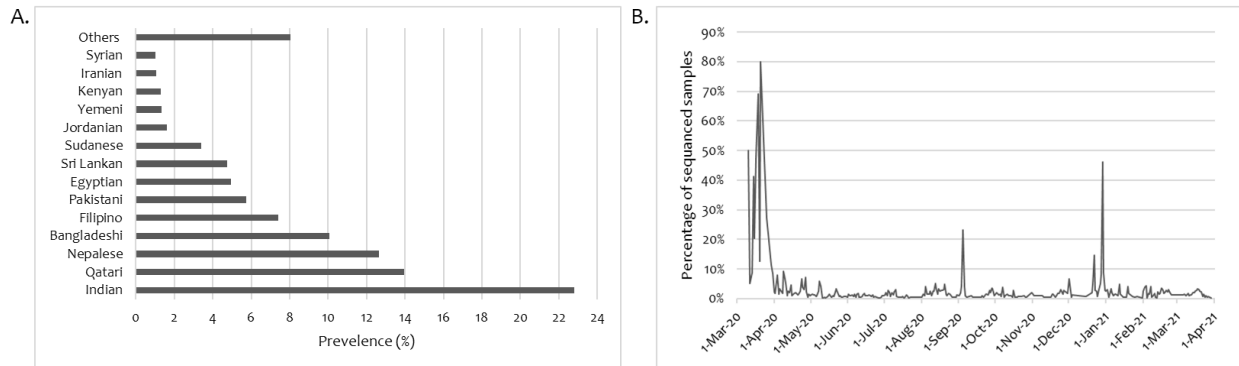 A.
Others
Syrian
Iranian
Kenyan
Yemeni
Jordanian
Sudanese
Sri Lankan
Egyptian
Pakistani
Filipino
Bangladeshi
Nepalese
Qatari
Indian
0 2 4 6 8 10 12 14 16 18 20 22 24
Prevelence (%)
B.
Percentage of sequanced samples
90%
80%
70%
60%
50%
40%
30%
20%
10%
0%
1-Mar-20 1-Apr-20 1-May-20 1-Jun-20 1-Jul-20 1-Aug-20 1-Sep-20 1-Oct-20 1-Nov-20 1-Dec-20 1-Jan-21 1-Feb-21 1-Mar-21 1-Apr-21